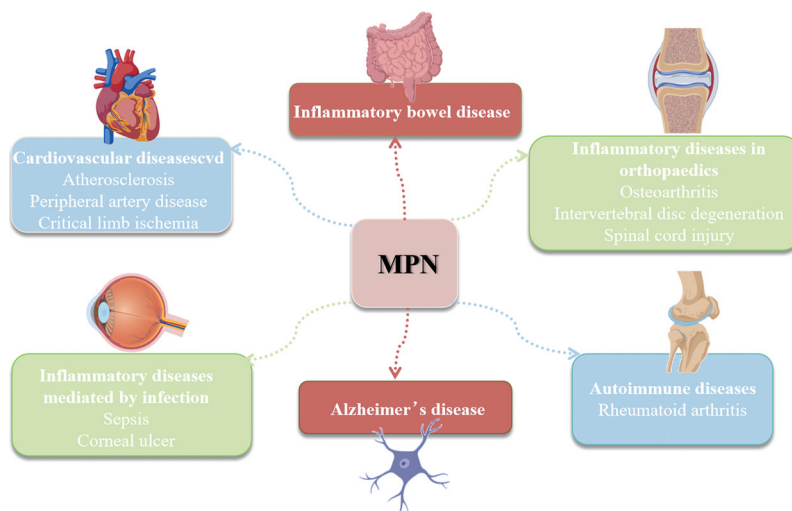 Inflammatory bowel disease
Cardiovascular diseasescvd
Atherosclerosis
Peripheral artery disease
Critical limb ischemia
Inflammatory diseases in
orthopaedics
Osteoarthritis
Intervertebral disc degeneration
Spinal cord injury
MPN
Inflammatory diseases
mediated by infection
Sepsis
Corneal ulcer
Alzheimer's disease
Autoimmune diseases
Rheumatoid arthritis